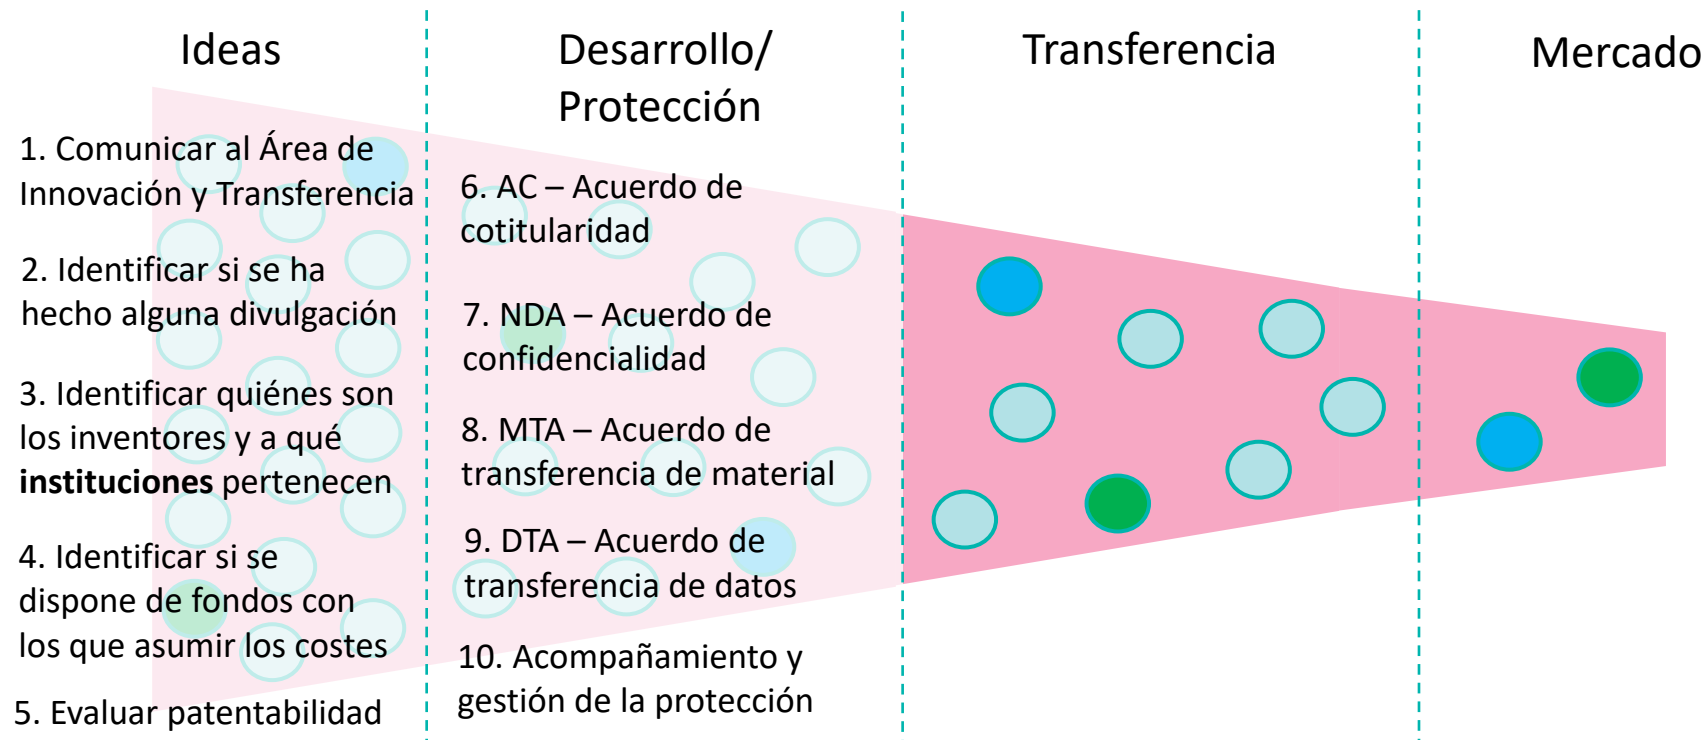 Ideas
Desarrollo/
Protección
Transferencia
Mercado
1. Comunicar al Área de
Innovación y Transferencia
2. Identificar si se ha
hecho alguna divulgación
3. Identificar quiénes son
los inventores y a qué
instituciones pertenecen
4. Identificar si se
dispone de fondos con
los que asumir los costes
5. Evaluar patentabilidad
6. AC – Acuerdo de
cotitularidad
7. NDA – Acuerdo de
confidencialidad
8. MTA – Acuerdo de
transferencia de material
9. DTA – Acuerdo de
transferencia de datos
10. Acompañamiento y
gestión de la protección